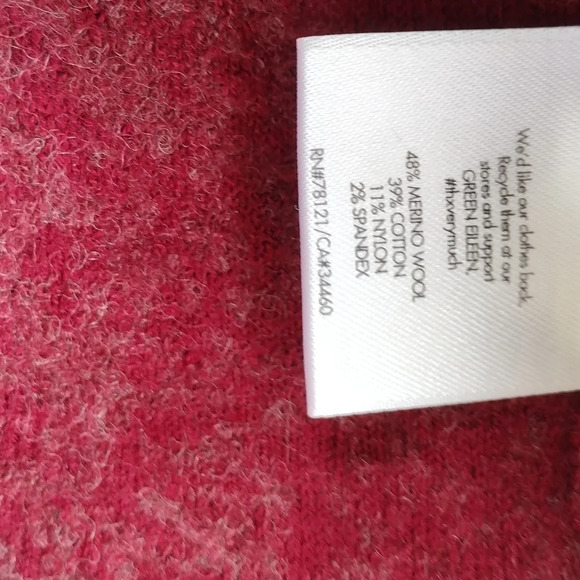 We'd like our clothes back.
Recycle them at our
stores and support
GREEN EILEEN.
#thxverymuch
48% MERINO WOOL
39% COTTON
11% NYLON
2% SPANDEX
RN#78121/CA#34460